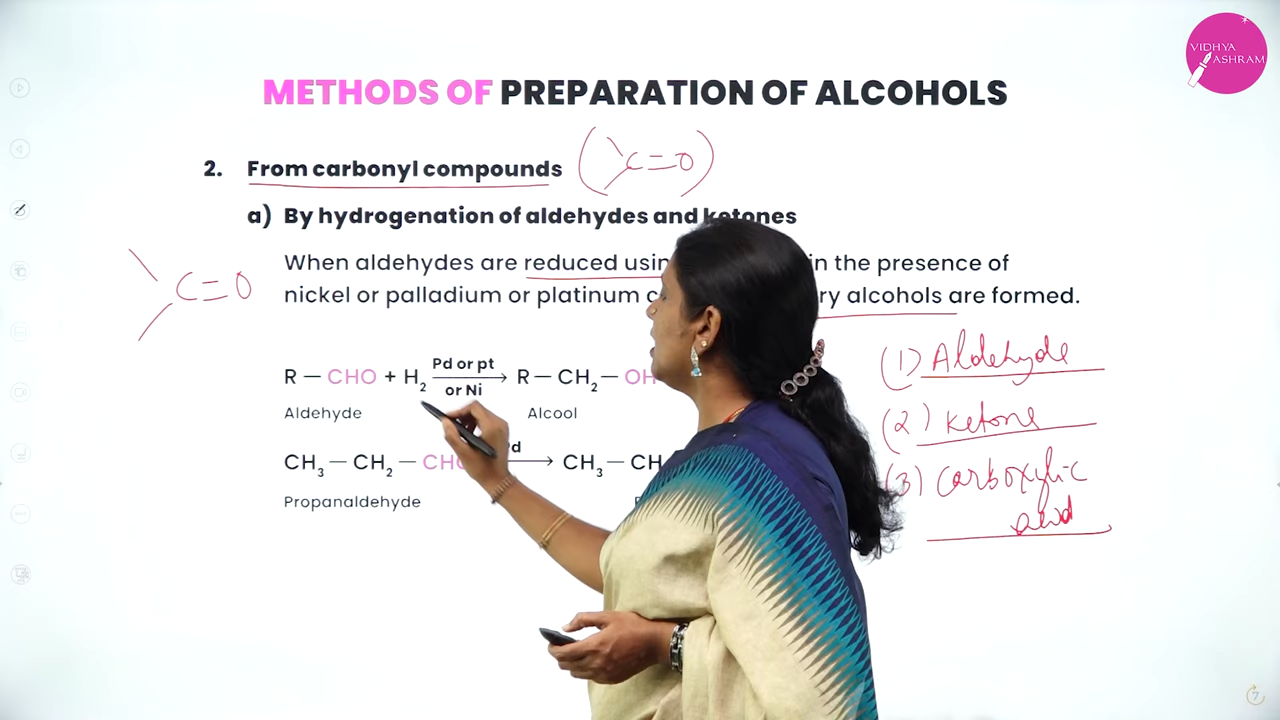 VIDHYA
ASHRAM
METHODS OF PREPARATION OF ALCOHOLS
2. From carbonyl compounds ( >C=O )
a) By hydrogenation of aldehydes and ketones
When aldehydes are reduced usin in the presence of
nickel or palladium or platinum c ry alcohols are formed.
>C=O
R — CHO + H2 Pd or pt or Ni → R — CH2 — OH
Aldehyde Alcool
CH3 — CH2 — CHO d → CH3 — CH
Propanaldehyde
(1) Aldehyde
(2) Ketone
(3) Carboxylic
acid
7